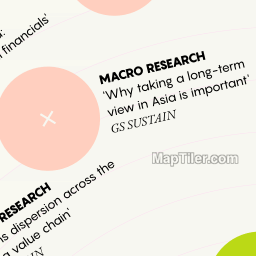 financials’
MACRO RESEARCH
‘Why taking a long-term
view in Asia is important’
GS SUSTAIN
MapTiler.com
RESEARCH
dispersion across the
value chain’